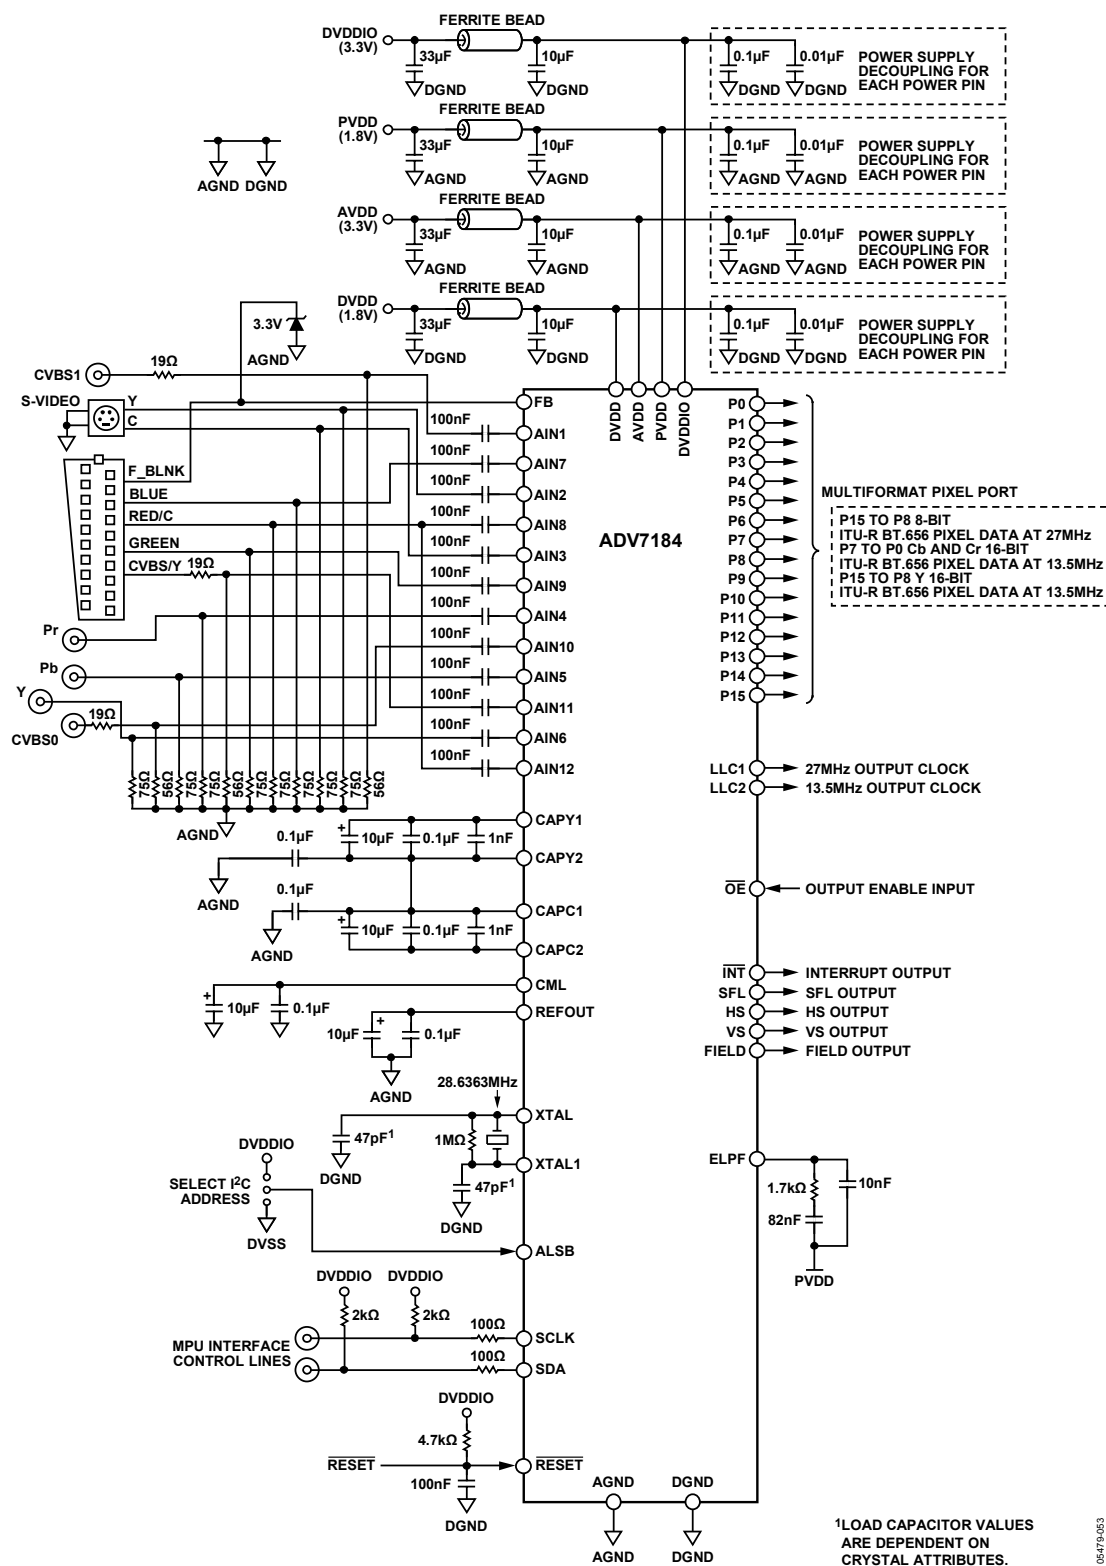 FERRITE BEAD
DVDDIO
(3.3V)
33µF
10µF
0.1µF
0.01µF
POWER SUPPLY
DECOUPLING FOR
EACH POWER PIN
DGND
DGND
DGND
DGND
FERRITE BEAD
PVDD
(1.8V)
33µF
10µF
0.1µF
0.01µF
POWER SUPPLY
DECOUPLING FOR
EACH POWER PIN
AGND
AGND
AGND
AGND
AGND
DGND
FERRITE BEAD
AVDD
(3.3V)
33µF
10µF
0.1µF
0.01µF
POWER SUPPLY
DECOUPLING FOR
EACH POWER PIN
AGND
AGND
AGND
AGND
FERRITE BEAD
DVDD
(1.8V)
33µF
10µF
0.1µF
0.01µF
POWER SUPPLY
DECOUPLING FOR
EACH POWER PIN
DGND
DGND
DGND
DGND
3.3V
AGND
CVBS1
19Ω
S-VIDEO
Y
C
F_BLNK
BLUE
RED/C
GREEN
CVBS/Y
19Ω
Pr
Pb
Y
CVBS0
19Ω
75Ω
56Ω
75Ω
75Ω
56Ω
75Ω
75Ω
75Ω
75Ω
75Ω
56Ω
AGND
FB
100nF
AIN1
100nF
AIN7
100nF
AIN2
100nF
AIN8
100nF
AIN3
100nF
AIN9
100nF
AIN4
100nF
AIN10
100nF
AIN5
100nF
AIN11
100nF
AIN6
100nF
AIN12
DVDD
AVDD
PVDD
DVDDIO
ADV7184
P0
P1
P2
P3
P4
P5
P6
P7
P8
P9
P10
P11
P12
P13
P14
P15
MULTIFORMAT PIXEL PORT
P15 TO P8 8-BIT
ITU-R BT.656 PIXEL DATA AT 27MHz
P7 TO P0 Cb AND Cr 16-BIT
ITU-R BT.656 PIXEL DATA AT 13.5MHz
P15 TO P8 Y 16-BIT
ITU-R BT.656 PIXEL DATA AT 13.5MHz
LLC1
27MHz OUTPUT CLOCK
LLC2
13.5MHz OUTPUT CLOCK
CAPY1
0.1µF
+
10µF
0.1µF
1nF
CAPY2
AGND
0.1µF
CAPC1
+
10µF
0.1µF
1nF
AGND
CAPC2
OE
OUTPUT ENABLE INPUT
INT
INTERRUPT OUTPUT
SFL
SFL OUTPUT
HS
HS OUTPUT
VS
VS OUTPUT
FIELD
FIELD OUTPUT
CML
+
10µF
0.1µF
REFOUT
10µF
+
0.1µF
AGND
28.6363MHz
XTAL
47pF1
1MΩ
DGND
XTAL1
47pF1
DGND
DVDDIO
SELECT I2C
ADDRESS
DVSS
ALSB
ELPF
1.7kΩ
10nF
82nF
PVDD
DVDDIO
DVDDIO
2kΩ
2kΩ
MPU INTERFACE
CONTROL LINES
100Ω
SCLK
100Ω
SDA
DVDDIO
4.7kΩ
RESET
RESET
100nF
DGND
AGND
DGND
AGND
DGND
1LOAD CAPACITOR VALUES
ARE DEPENDENT ON
CRYSTAL ATTRIBUTES.
05479-053